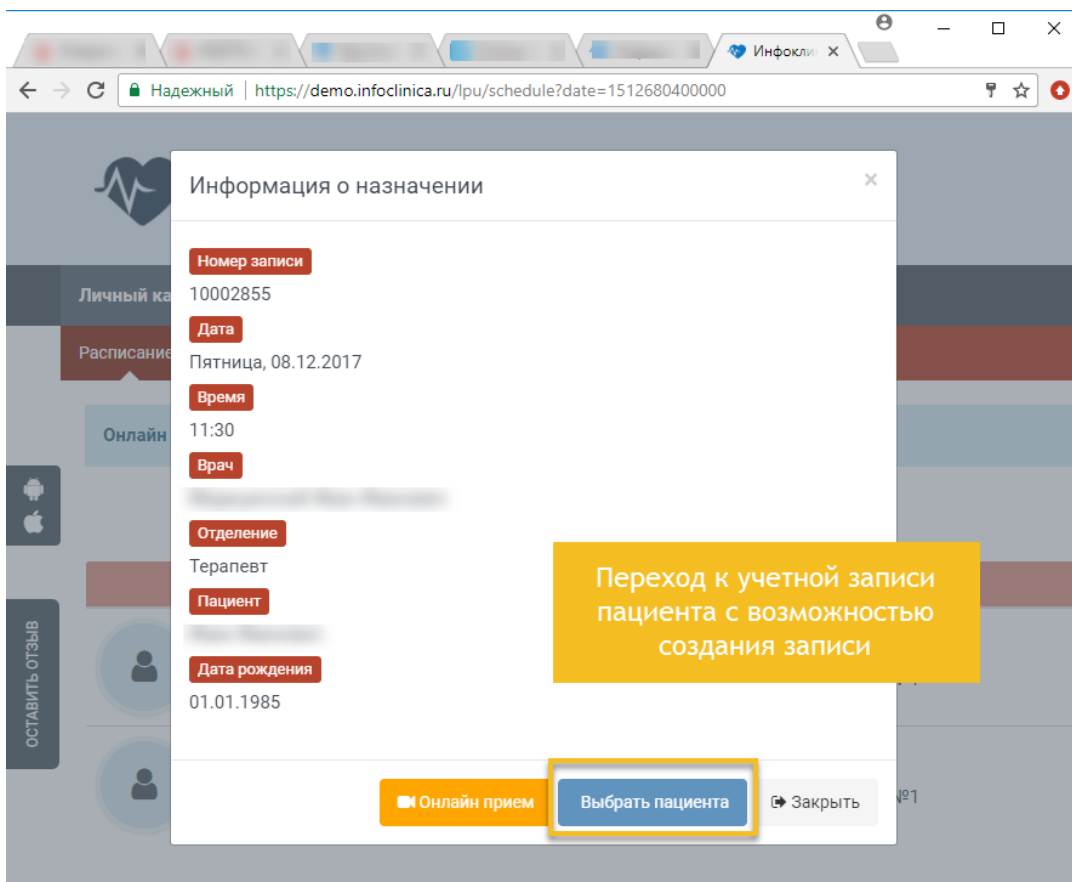 Инфокли
Надежный | https://demo.infoclinica.ru/lpu/schedule?date=1512680400000
Информация о назначении
×
Номер записи
Личный ка
10002855
Дата
Расписание
Пятница, 08.12.2017
Время
Онлайн
11:30
Врач
Отделение
Терапевт
Пациент
Дата рождения
01.01.1985
Переход к учетной записи
пациента с возможностью
создания записи
ОСТАВИТЬ ОТЗЫВ
Онлайн прием
Выбрать пациента
Закрыть
№1